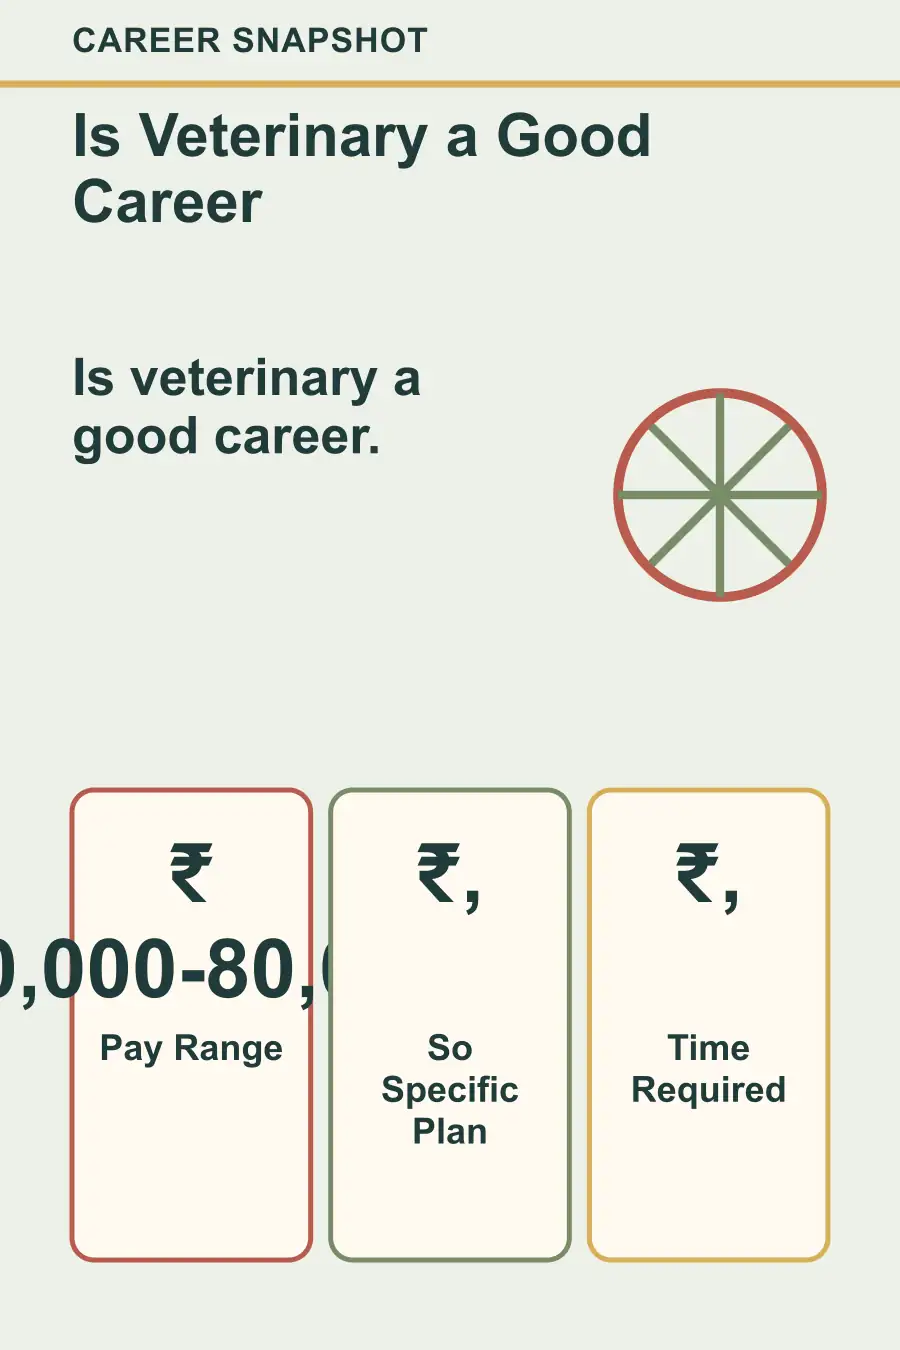 CAREER SNAPSHOT
Is Veterinary a Good
Career
Is veterinary a
good career.
₹
0,000-80,
Pay Range
₹,
So
Specific
Plan
₹,
Time
Required